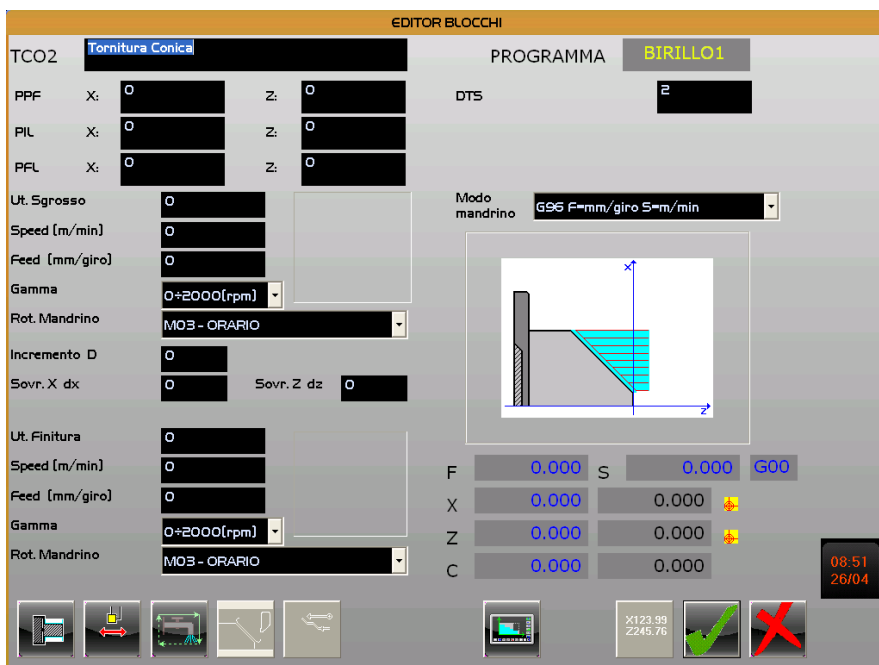 EDITOR BLOCCHI
TCO2 Tornitura Conica PROGRAMMA BIRILLO1
PPF X: 0 Z: 0 DTS 2
PIL X: 0 Z: 0
PFL X: 0 Z: 0
Ut. Sgrosso 0 Modo mandrino G96 F=mm/giro S=m/min
Speed [m/min] 0
Feed [mm/giro] 0
Gamma 0÷2000[rpm]
Rot. Mandrino M03 - ORARIO
Incremento D 0
Sovr. X dx 0 Sovr. Z dz 0
X
Z
Ut. Finitura 0
Speed [m/min] 0
Feed [mm/giro] 0
Gamma 0÷2000[rpm]
Rot. Mandrino M03 - ORARIO
F 0.000 S 0.000 G00
X 0.000 0.000
Z 0.000 0.000
C 0.000 0.000
08:51
26/04
X123.99
Z245.76